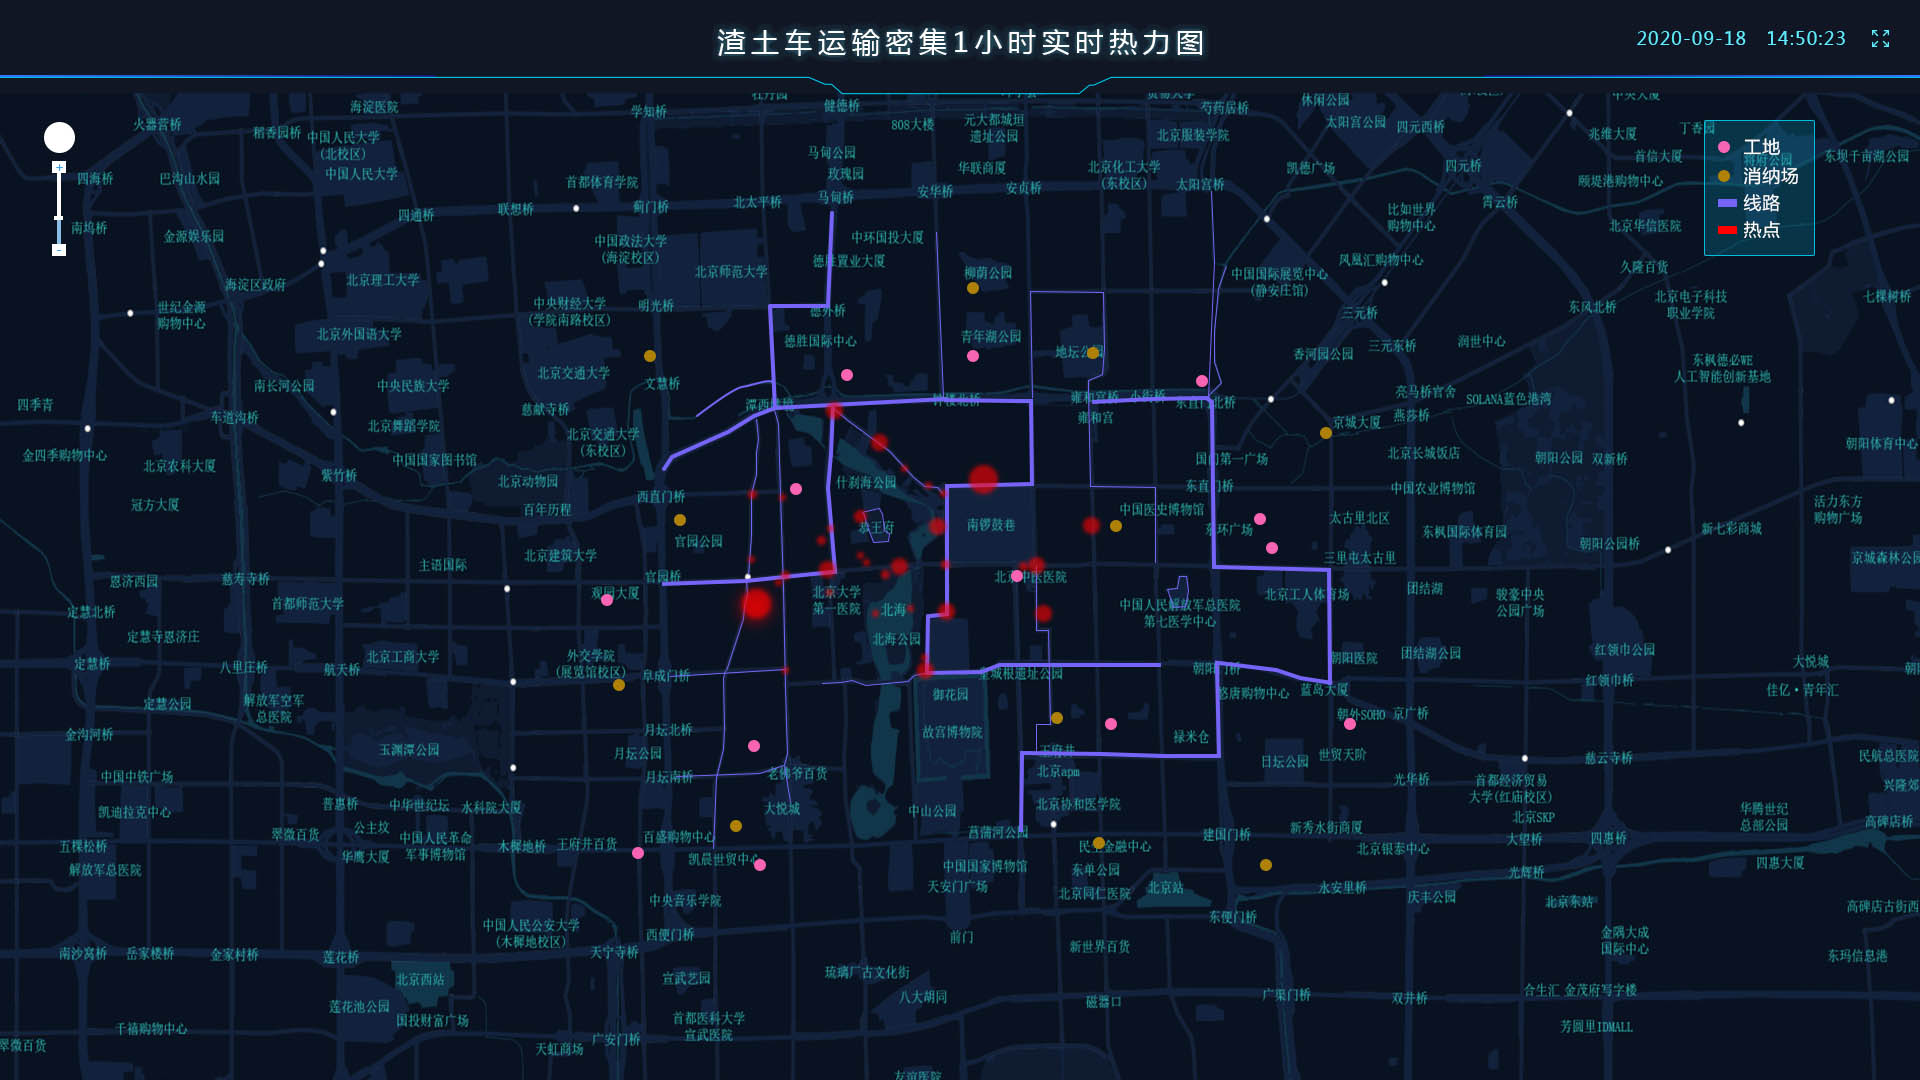 渣土车运输密集1小时实时热力图
2020-09-18 14:50:23
工地
消纳场
线路
热点
牡丹园
健德桥
芍药居桥
休闲公园
海淀医院
学知桥
火器营桥
稻香园桥
中国人民大学
(北校区)
中国人民大学
808大楼
元大都城垣
遗址公园
北京服装学院
太阳宫公园
四元西桥
兆维大厦
丁香园
首信大厦
将府公园
东坝千亩湖公园
马甸公园
玫瑰园
马甸桥
华联商厦
北京化工大学
(东校区)
凯德广场
四元桥
颐堤港购物中心
四海桥
巴沟山水园
首都体育学院
安华桥
安贞桥
太阳宫桥
青云桥
南坞桥
金源娱乐园
四通桥
联想桥
蓟门桥
北太平桥
比如世界
购物中心
北京华信医院
中国政法大学
(海淀校区)
中环国投大厦
德胜置业大厦
北京师范大学
柳荫公园
中国国际展览中心
(静安庄馆)
凤凰汇购物中心
久隆百货
海淀区政府
北京理工大学
世纪金源
购物中心
中央财经大学
(学院南路校区)
明光桥
德外桥
三元桥
东风北桥
北京电子科技
职业学院
七棵树桥
北京外国语大学
德胜国际中心
青年湖公园
地坛公园
香河园公园
三元东桥
润世中心
东枫德必WE
人工智能创新基地
北京交通大学
文慧桥
南长河公园
中央民族大学
四季青
车道沟桥
慈献寺桥
潭西胜境
钟楼北桥
雍和宫桥
小街桥
东直门北桥
雍和宫
亮马桥官舍
燕莎桥
SOLANA蓝色港湾
京城大厦
北京舞蹈学院
北京交通大学
(东校区)
金四季购物中心
北京农科大厦
中国国家图书馆
国门第一广场
北京长城饭店
朝阳公园
双新桥
朝阳体育中心
紫竹桥
北京动物园
什刹海公园
东直门桥
中国农业博物馆
冠方大厦
百年历程
西直门桥
中国医史博物馆
太古里北区
活力东方
购物广场
恭王府
南锣鼓巷
东环广场
东枫国际体育园
新七彩商城
官园公园
主语国际
北京建筑大学
朝阳公园桥
京城森林公园
三里屯太古里
恩济西园
慈寿寺桥
官园桥
北京中医医院
观园大厦
北京大学
第一医院
北京工人体育场
团结湖
骏豪中央
公园广场
定慧北桥
首都师范大学
北海
中国人民解放军总医院
第七医学中心
定慧寺恩济庄
北海公园
定慧桥
八里庄桥
航天桥
北京工商大学
外交学院
(展览馆校区)
阜成门桥
皇城根遗址公园
朝阳门桥
朝阳医院
团结湖公园
红领巾公园
大悦城
红领巾桥
佳亿·青年汇
定慧公园
解放军空军
总医院
御花园
悠唐购物中心
蓝岛大厦
朝外SOHO
京广桥
金沟河桥
玉渊潭公园
月坛北桥
月坛公园
故宫博物院
禄米仓
王府井
世贸天阶
日坛公园
慈云寺桥
民航总医院
中国中铁广场
月坛南桥
老佛爷百货
北京apm
光华桥
首都经济贸易
大学(红庙校区)
兴隆郊
凯迪拉克中心
普惠桥
中华世纪坛
水科院大厦
大悦城
中山公园
北京协和医学院
华腾世纪
总部公园
北京SKP
高碑店桥
翠微百货
公主坟
中国人民革命
军事博物馆
木樨地桥
王府井百货
百盛购物中心
菖蒲河公园
建国门桥
新秀水街商厦
大望桥
四惠桥
五棵松桥
华鹰大厦
凯晨世贸中心
民生金融中心
北京银泰中心
四惠大厦
解放军总医院
中国国家博物馆
东单公园
光辉桥
天安门广场
北京同仁医院
北京站
永安里桥
庆丰公园
北京东站
高碑店古街西
中央音乐学院
中国人民公安大学
(木樨地校区)
西便门桥
前门
新世界百货
东便门桥
金隅大成
国际中心
南沙窝桥
岳家楼桥
金家村桥
莲花桥
天宁寺桥
东玛信息港
北京西站
宣武艺园
琉璃厂古文化街
莲花池公园
国投财富广场
八大胡同
磁器口
广渠门桥
双井桥
合生汇
金茂府写字楼
千禧购物中心
首都医科大学
宣武医院
芳圆里IDMALL
翠微百货
天虹商场
广安门桥
友谊医院